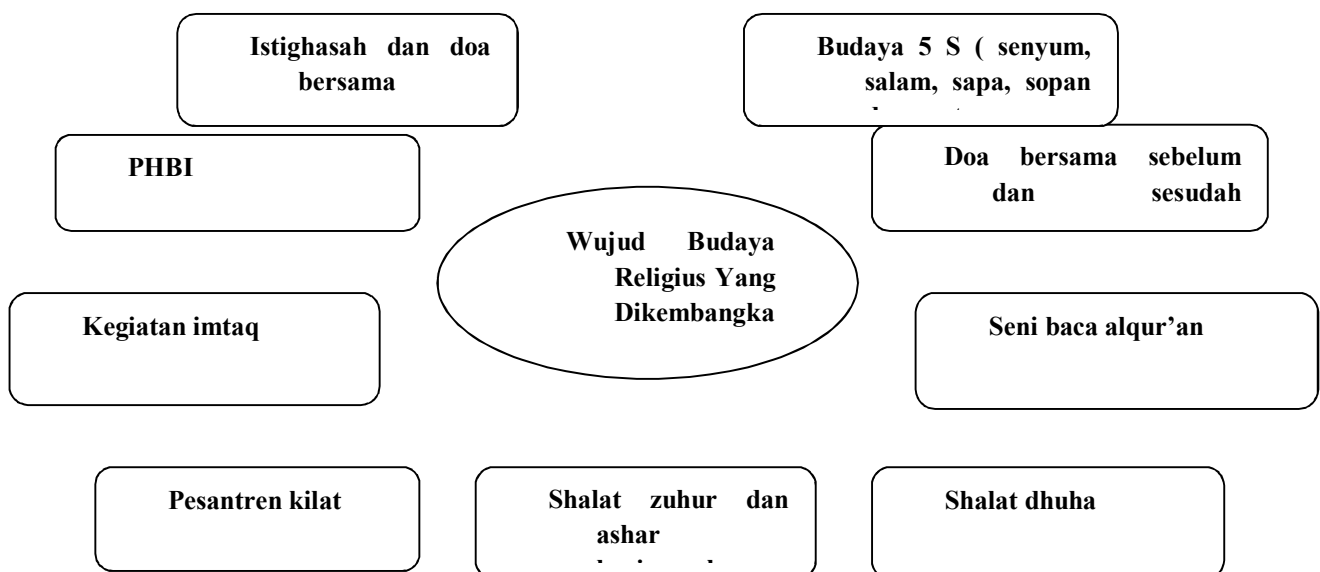 Istighasah dan doa
bersama
Budaya 5 S ( senyum,
salam, sapa, sopan
PHBI
Doa bersama sebelum
dan sesudah
Wujud Budaya
Religius Yang
Dikembangka
Kegiatan imtaq
Seni baca alqur’an
Pesantren kilat
Shalat zuhur dan
ashar
Shalat dhuha